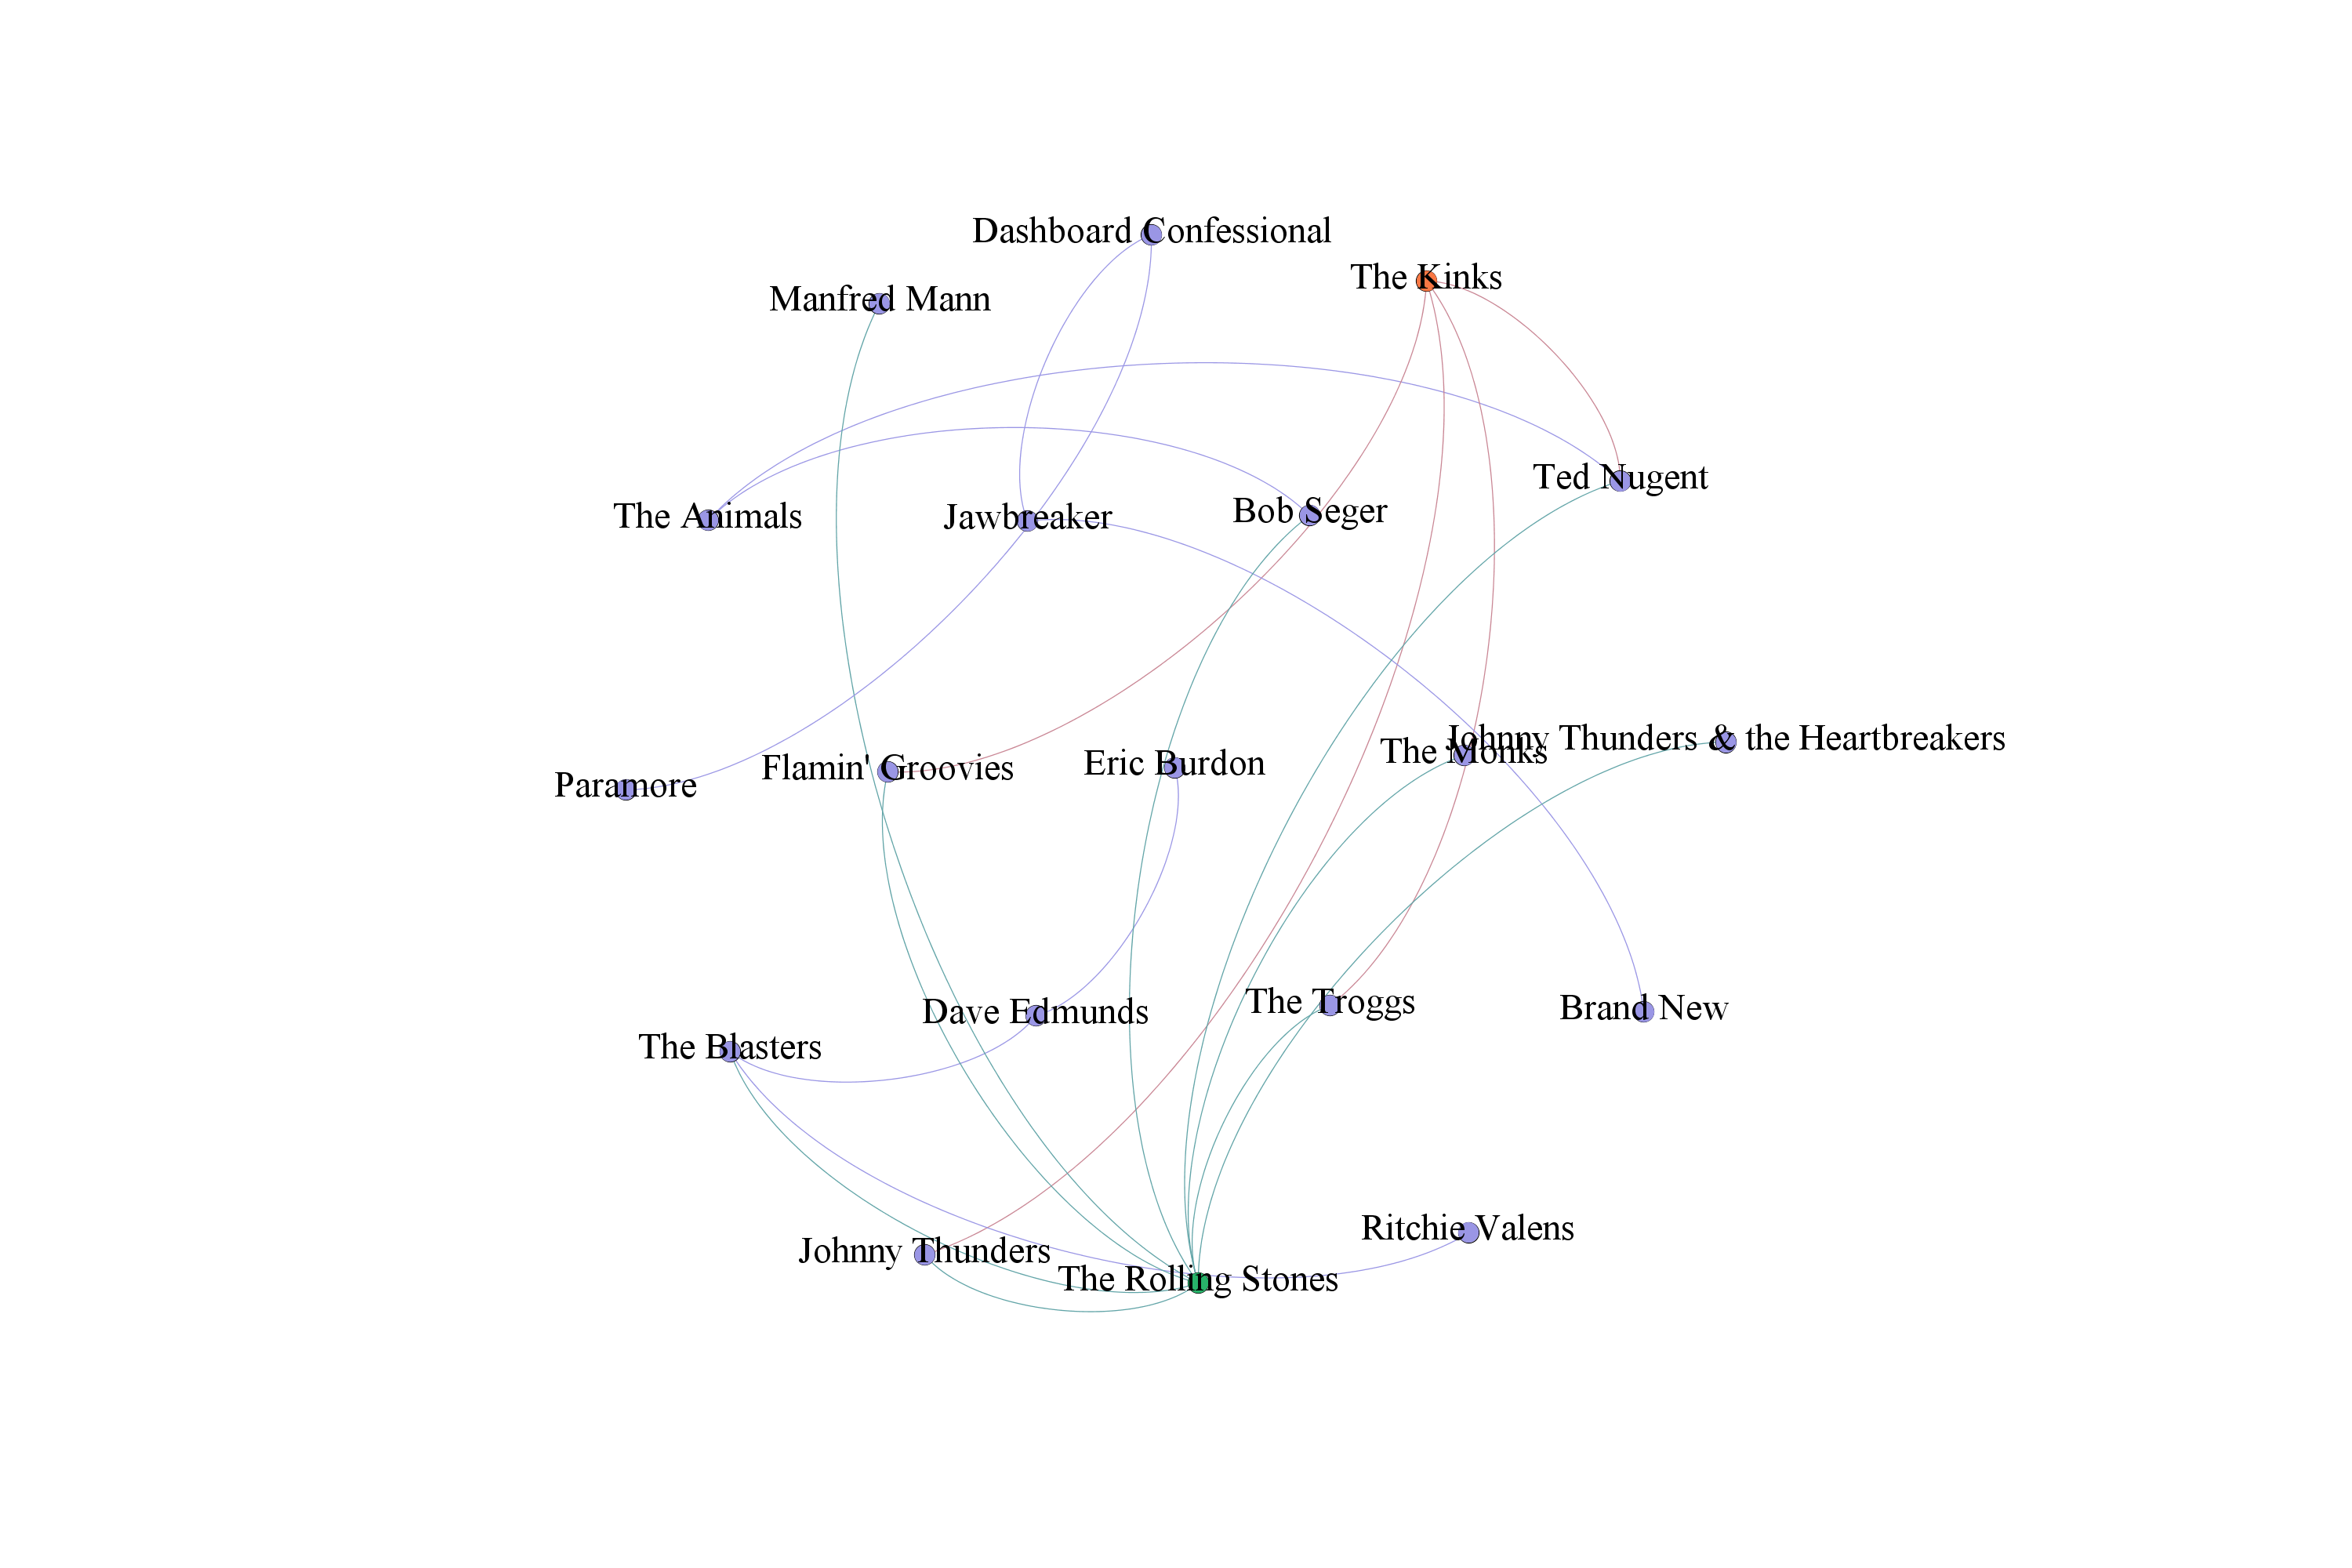 Dashboard Confessional
The Kinks
Manfred Mann
Ted Nugent
The Animals
Jawbreaker
Bob Seger
Johnny Thunders & the Heartbreakers
The Monks
Flamin' Groovies
Eric Burdon
Paramore
The Troggs
Brand New
Dave Edmunds
The Blasters
Ritchie Valens
Johnny Thunders
The Rolling Stones